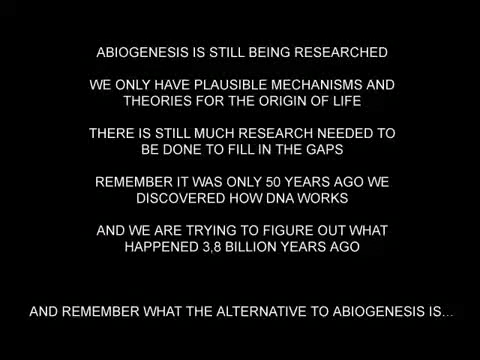 ABIOGENESIS IS STILL BEING RESEARCHED
WE ONLY HAVE PLAUSIBLE MECHANISMS AND
THEORIES FOR THE ORIGIN OF LIFE
THERE IS STILL MUCH RESEARCH NEEDED TO
BE DONE TO FILL IN THE GAPS
REMEMBER IT WAS ONLY 50 YEARS AGO WE
DISCOVERED HOW DNA WORKS
AND WE ARE TRYING TO FIGURE OUT WHAT
HAPPENED 3,8 BILLION YEARS AGO
AND REMEMBER WHAT THE ALTERNATIVE TO ABIOGENESIS IS...